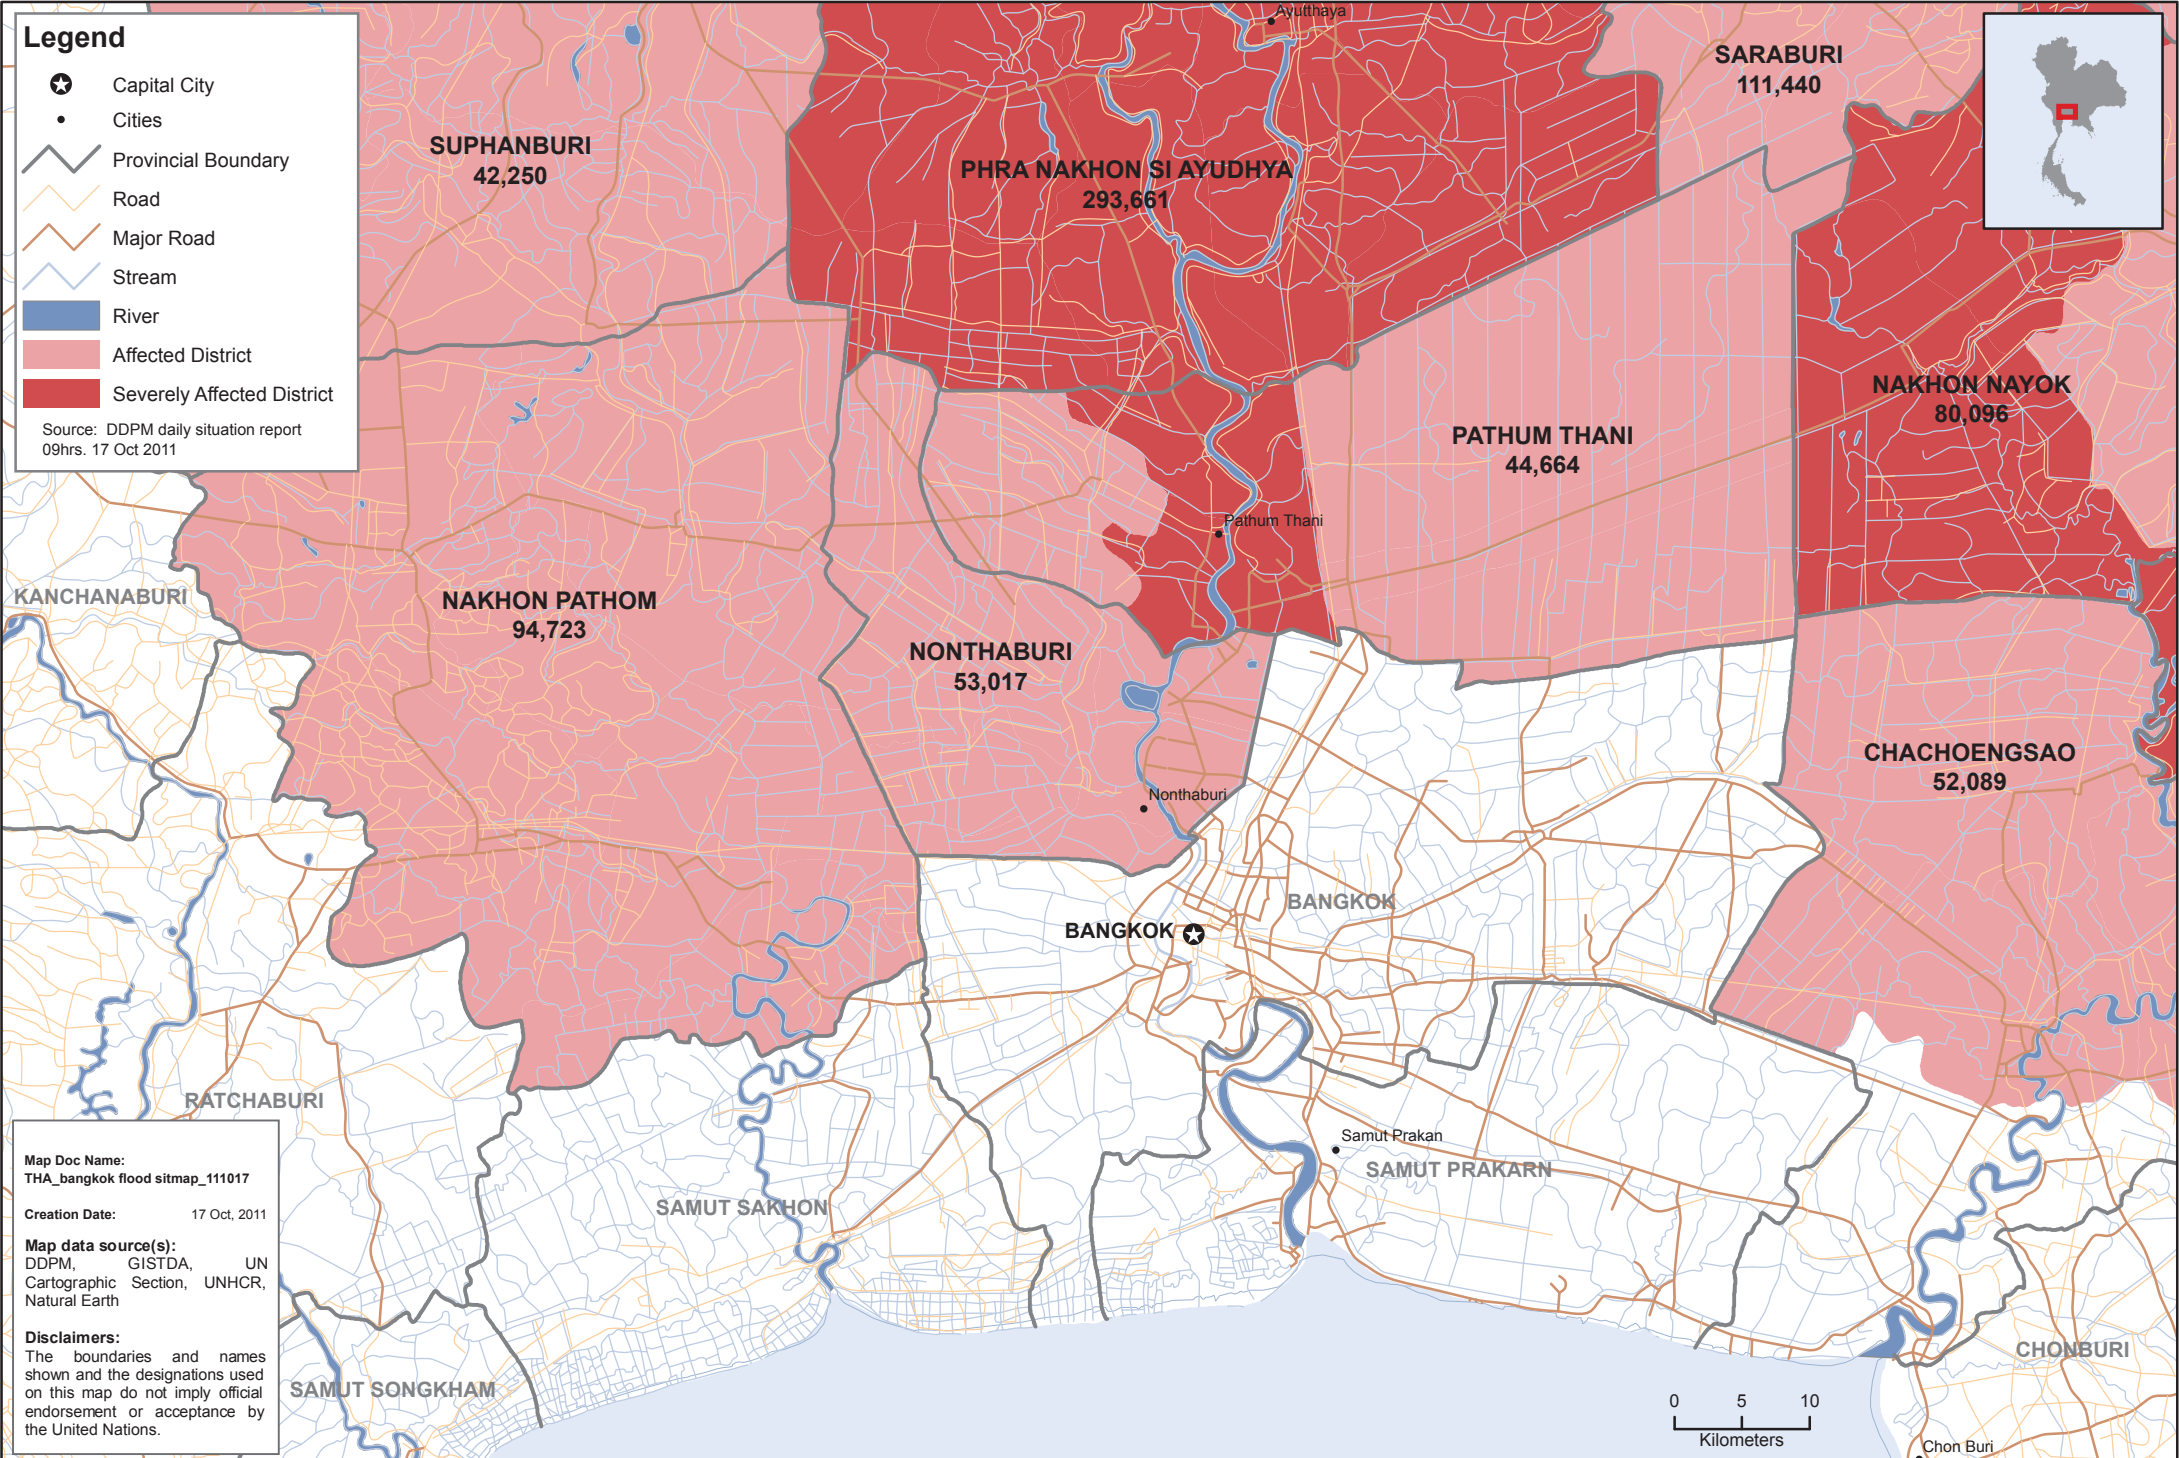 Legend
Capital City
Cities
Provincial Boundary
Road
Major Road
Stream
River
Affected District
Severely Affected District
Source: DDPM daily situation report
09hrs. 17 Oct 2011
Ayutthaya
SARABURI
111,440
SUPHANBURI
42,250
PHRA NAKHON SI AYUDHYA
293,661
NAKHON NAYOK
80,096
PATHUM THANI
44,664
Pathum Thani
KANCHANABURI
NAKHON PATHOM
94,723
NONTHABURI
53,017
CHACHOENGSAO
52,089
Nonthaburi
BANGKOK
BANGKOK
RATCHABURI
Samut Prakan
SAMUT PRAKARN
SAMUT SAKHON
CHONBURI
SAMUT SONGKHAM
Chon Buri
0 5 10
Kilometers
Map Doc Name:
THA_bangkok flood sitmap_111017
Creation Date: 17 Oct, 2011
Map data source(s):
DDPM, GISTDA, UN
Cartographic Section, UNHCR,
Natural Earth
Disclaimers:
The boundaries and names
shown and the designations used
on this map do not imply official
endorsement or acceptance by
the United Nations.